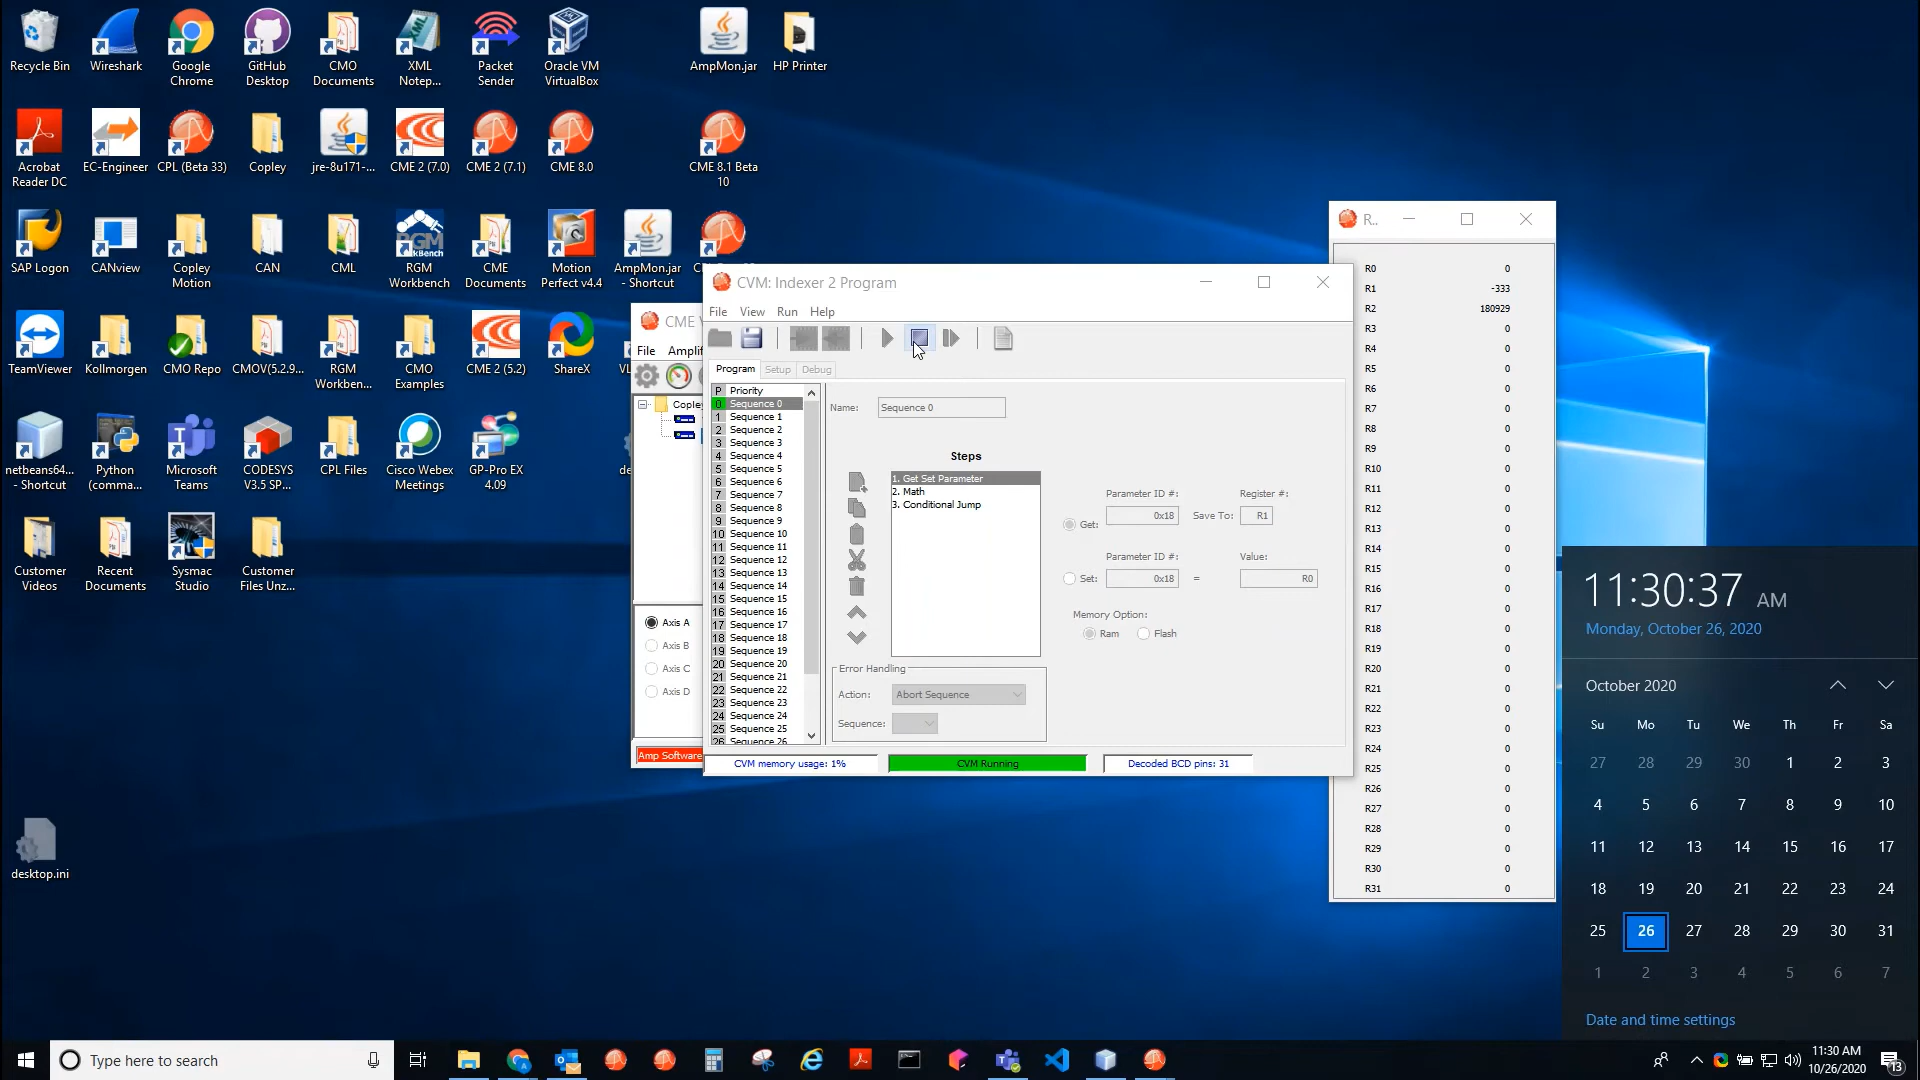 Recycle Bin
Wireshark
Google
Chrome
GitHub
Desktop
CMO
Documents
XML
Notep...
Packet
Sender
Oracle VM
VirtualBox
AmpMon.jar
HP Printer
Acrobat
Reader DC
EC-Engineer
CPL (Beta 33)
Copley
jre-8u171-...
CME 2 (7.0)
CME 2 (7.1)
CME 8.0
CME 8.1 Beta
10
SAP Logon
CANview
Copley
Motion
CAN
CML
RGM
Workbench
CME
Documents
Motion
Perfect v4.4
AmpMon.jar
- Shortcut
TeamViewer
Kollmorgen
CMO Repo
CMOV(5.2.9...
RGM
Workben...
CMO
Examples
CME 2 (5.2)
ShareX
netbeans64...
- Shortcut
Python
(comma...
Microsoft
Teams
CODESYS
V3.5 SP...
CPL Files
Cisco Webex
Meetings
GP-Pro EX
4.09
Customer
Videos
Recent
Documents
Sysmac
Studio
Customer
Files Unz...
desktop.ini
File Amplif
Copley
Axis A
Axis B
Axis C
Axis D
Amp Software
CVM: Indexer 2 Program
File View Run Help
Program Setup Debug
P Priority
0 Sequence 0
1 Sequence 1
2 Sequence 2
3 Sequence 3
4 Sequence 4
5 Sequence 5
6 Sequence 6
7 Sequence 7
8 Sequence 8
9 Sequence 9
10 Sequence 10
11 Sequence 11
12 Sequence 12
13 Sequence 13
14 Sequence 14
15 Sequence 15
16 Sequence 16
17 Sequence 17
18 Sequence 18
19 Sequence 19
20 Sequence 20
21 Sequence 21
22 Sequence 22
23 Sequence 23
24 Sequence 24
25 Sequence 25
26 Sequence 26
Name: Sequence 0
Steps
1. Get Set Parameter
2. Math
3. Conditional Jump
Parameter ID #: Register #:
Get: 0x18 Save To: R1
Parameter ID #: Value:
Set: 0x18 = R0
Memory Option:
Ram Flash
Error Handling
Action: Abort Sequence
Sequence:
CVM memory usage: 1% CVM Running Decoded BCD pins: 31
R..
R0 0
R1 -333
R2 180929
R3 0
R4 0
R5 0
R6 0
R7 0
R8 0
R9 0
R10 0
R11 0
R12 0
R13 0
R14 0
R15 0
R16 0
R17 0
R18 0
R19 0
R20 0
R21 0
R22 0
R23 0
R24 0
R25 0
R26 0
R27 0
R28 0
R29 0
R30 0
R31 0
11:30:37 AM
Monday, October 26, 2020
October 2020
Su Mo Tu We Th Fr Sa
27 28 29 30 1 2 3
4 5 6 7 8 9 10
11 12 13 14 15 16 17
18 19 20 21 22 23 24
25 26 27 28 29 30 31
1 2 3 4 5 6 7
Date and time settings
Type here to search
11:30 AM
10/26/2020
13